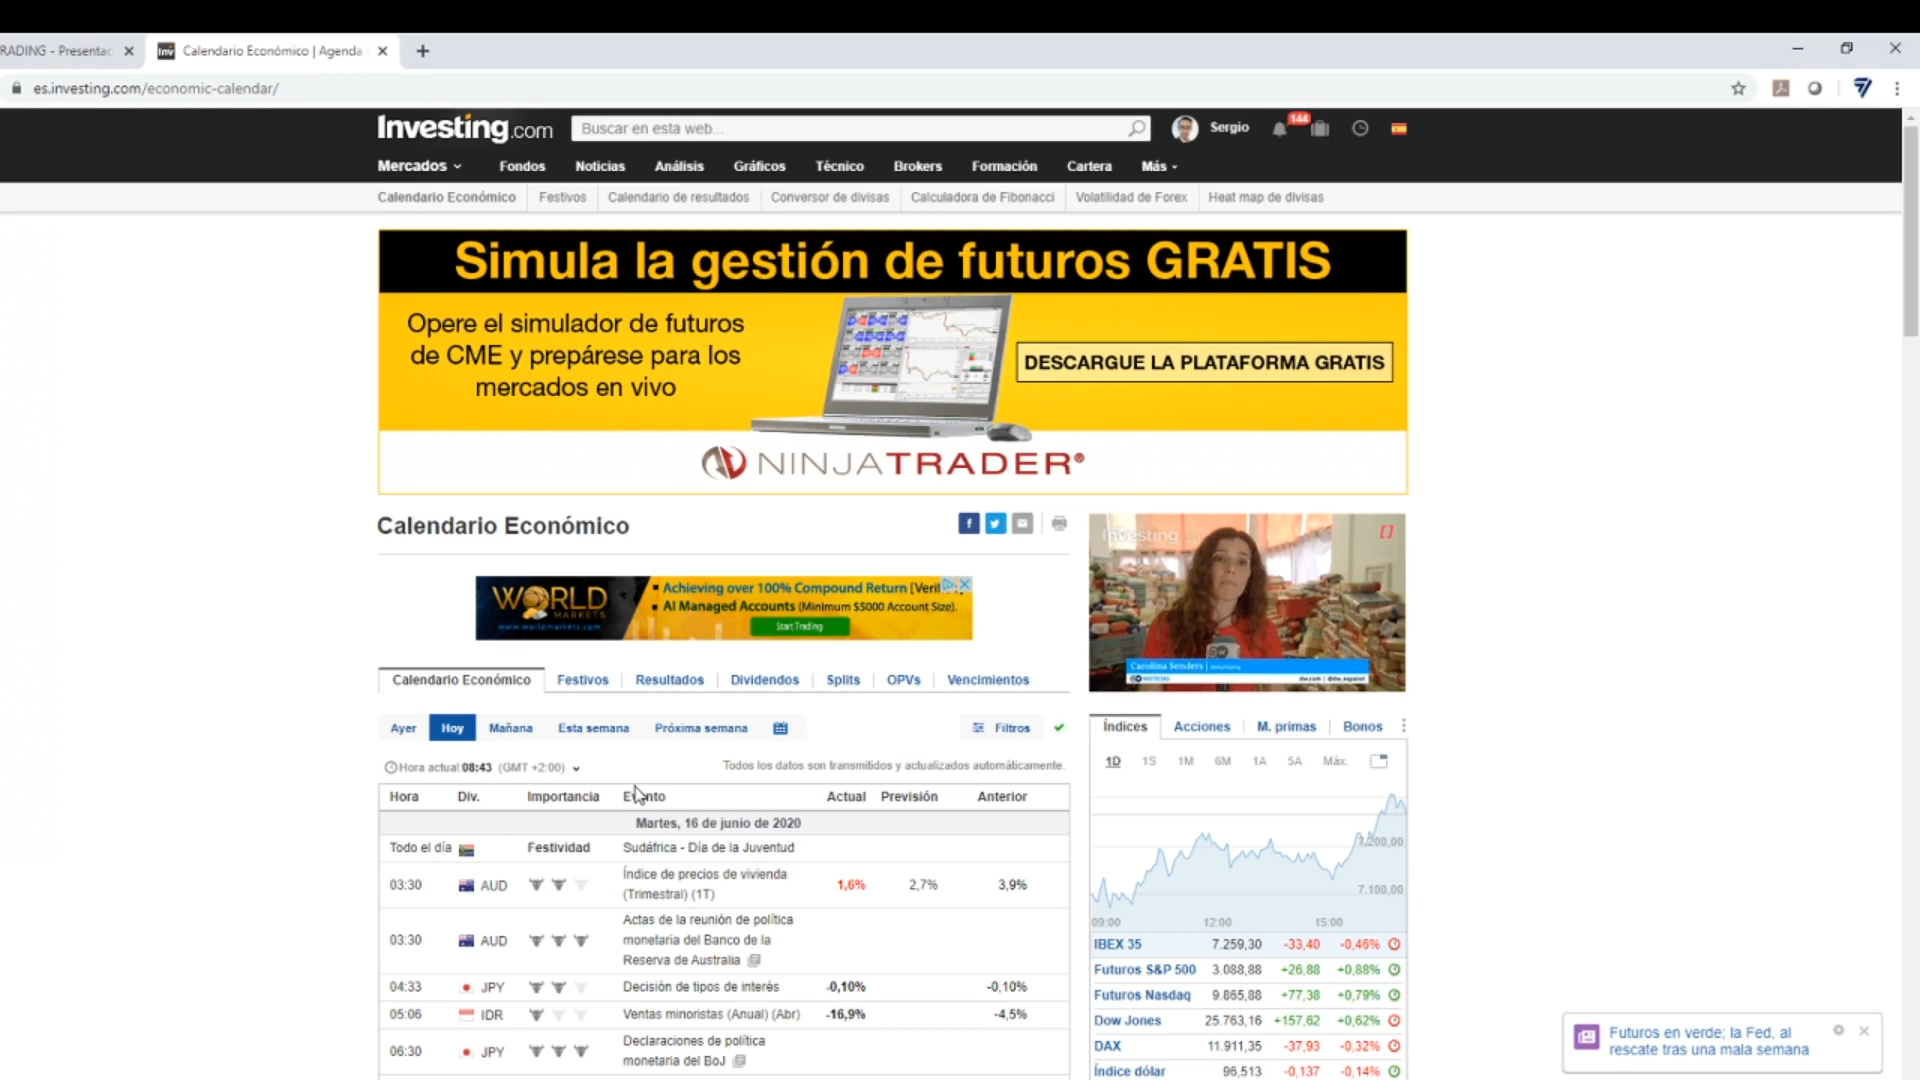 RADING - Presentac
Calendario Económico | Agenda
es.investing.com/economic-calendar/
Investing.com
Buscar en esta web...
Sergio
144
Mercados
Fondos
Noticias
Análisis
Gráficos
Técnico
Brokers
Formación
Cartera
Más
Calendario Económico
Festivos
Calendario de resultados
Conversor de divisas
Calculadora de Fibonacci
Volatilidad de Forex
Heat map de divisas
Simula la gestión de futuros GRATIS
Opere el simulador de futuros
de CME y prepárese para los
mercados en vivo
DESCARGUE LA PLATAFORMA GRATIS
NINJATRADER®
Calendario Económico
WORLD
MARKETS
www.worldmarkets.com
Achieving over 100% Compound Return
AI Managed Accounts (Minimum $5000 Account Size).
Start Trading
Investing
Carolina Senders
NOTICIAS
dw.com | @dw_espanol
Calendario Económico
Festivos
Resultados
Dividendos
Splits
OPVs
Vencimientos
Ayer
Hoy
Mañana
Esta semana
Próxima semana
Filtros
Hora actual:08:43 (GMT +2:00)
Todos los datos son transmitidos y actualizados automáticamente.
Hora Div. Importancia Evento Actual Previsión Anterior
Martes, 16 de junio de 2020
Todo el día Festividad Sudáfrica - Día de la Juventud
03:30 AUD Índice de precios de vivienda 1,6% 2,7% 3,9%
(Trimestral) (1T)
03:30 AUD Actas de la reunión de política
monetaria del Banco de la
Reserva de Australia
04:33 JPY Decisión de tipos de interés -0,10% -0,10%
05:06 IDR Ventas minoristas (Anual) (Abr) -16,9% -4,5%
06:30 JPY Declaraciones de política
monetaria del BoJ
Índices
Acciones
M. primas
Bonos
1D 1S 1M 6M 1A 5A Máx.
7.200,00
7.100,00
09:00 12:00 15:00
IBEX 35 7.259,30 -33,40 -0,46%
Futuros S&P 500 3.088,88 +26,88 +0,88%
Futuros Nasdaq 9.865,88 +77,38 +0,79%
Dow Jones 25.763,16 +157,62 +0,62%
DAX 11.911,35 -37,93 -0,32%
Índice dólar 96,513 -0,137 -0,14%
Futuros en verde; la Fed, al
rescate tras una mala semana